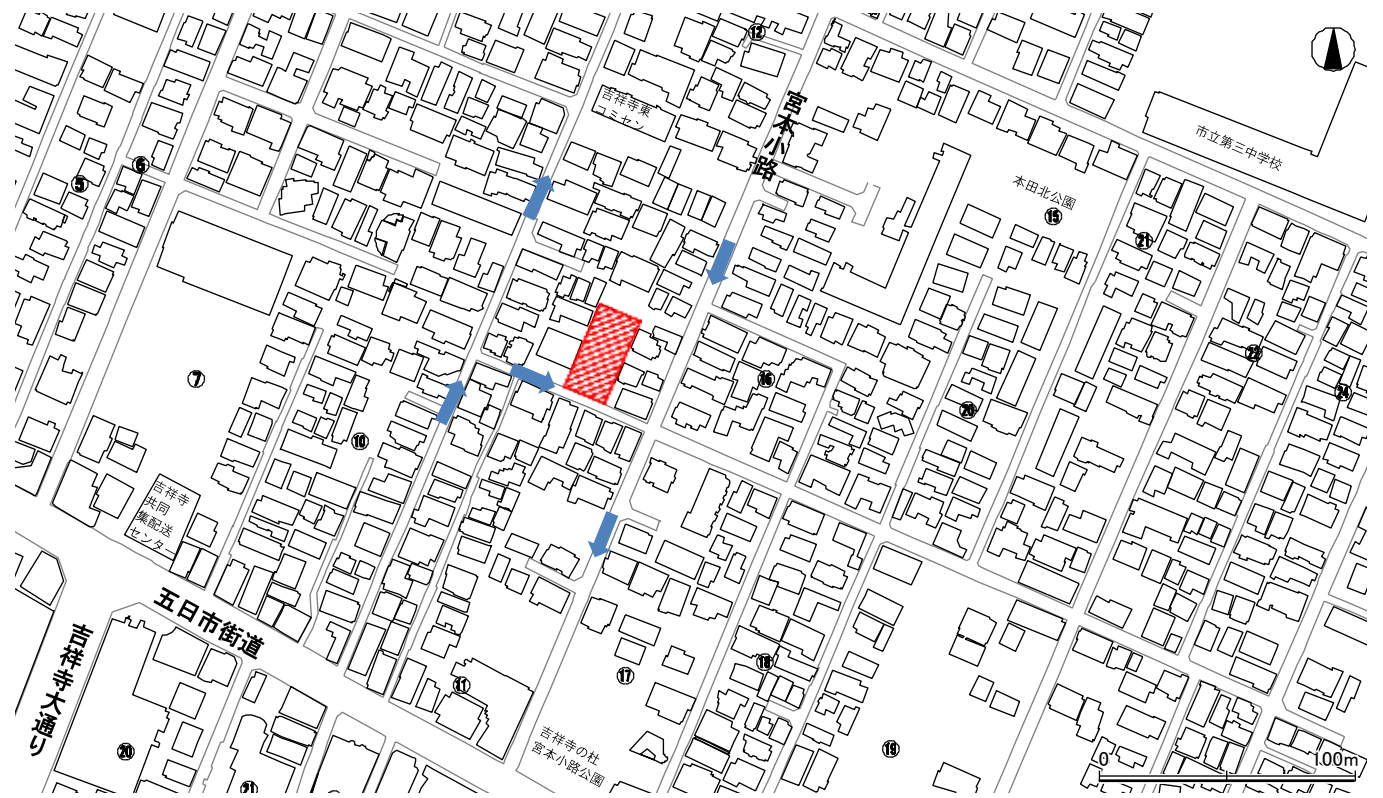 ⑫
吉祥寺東
コミセン
宮本小路
市立第三中学校
⑥
⑤
本田北公園
⑮
㉑
㉒
⑦
⑯
⑳
㉔
⑩
吉祥寺
共同
集配送
センター
五日市街道
吉祥寺大通り
⑪
⑰
⑱
吉祥寺の杜
宮本小路公園
⑲
⑳
㉑
0
100m